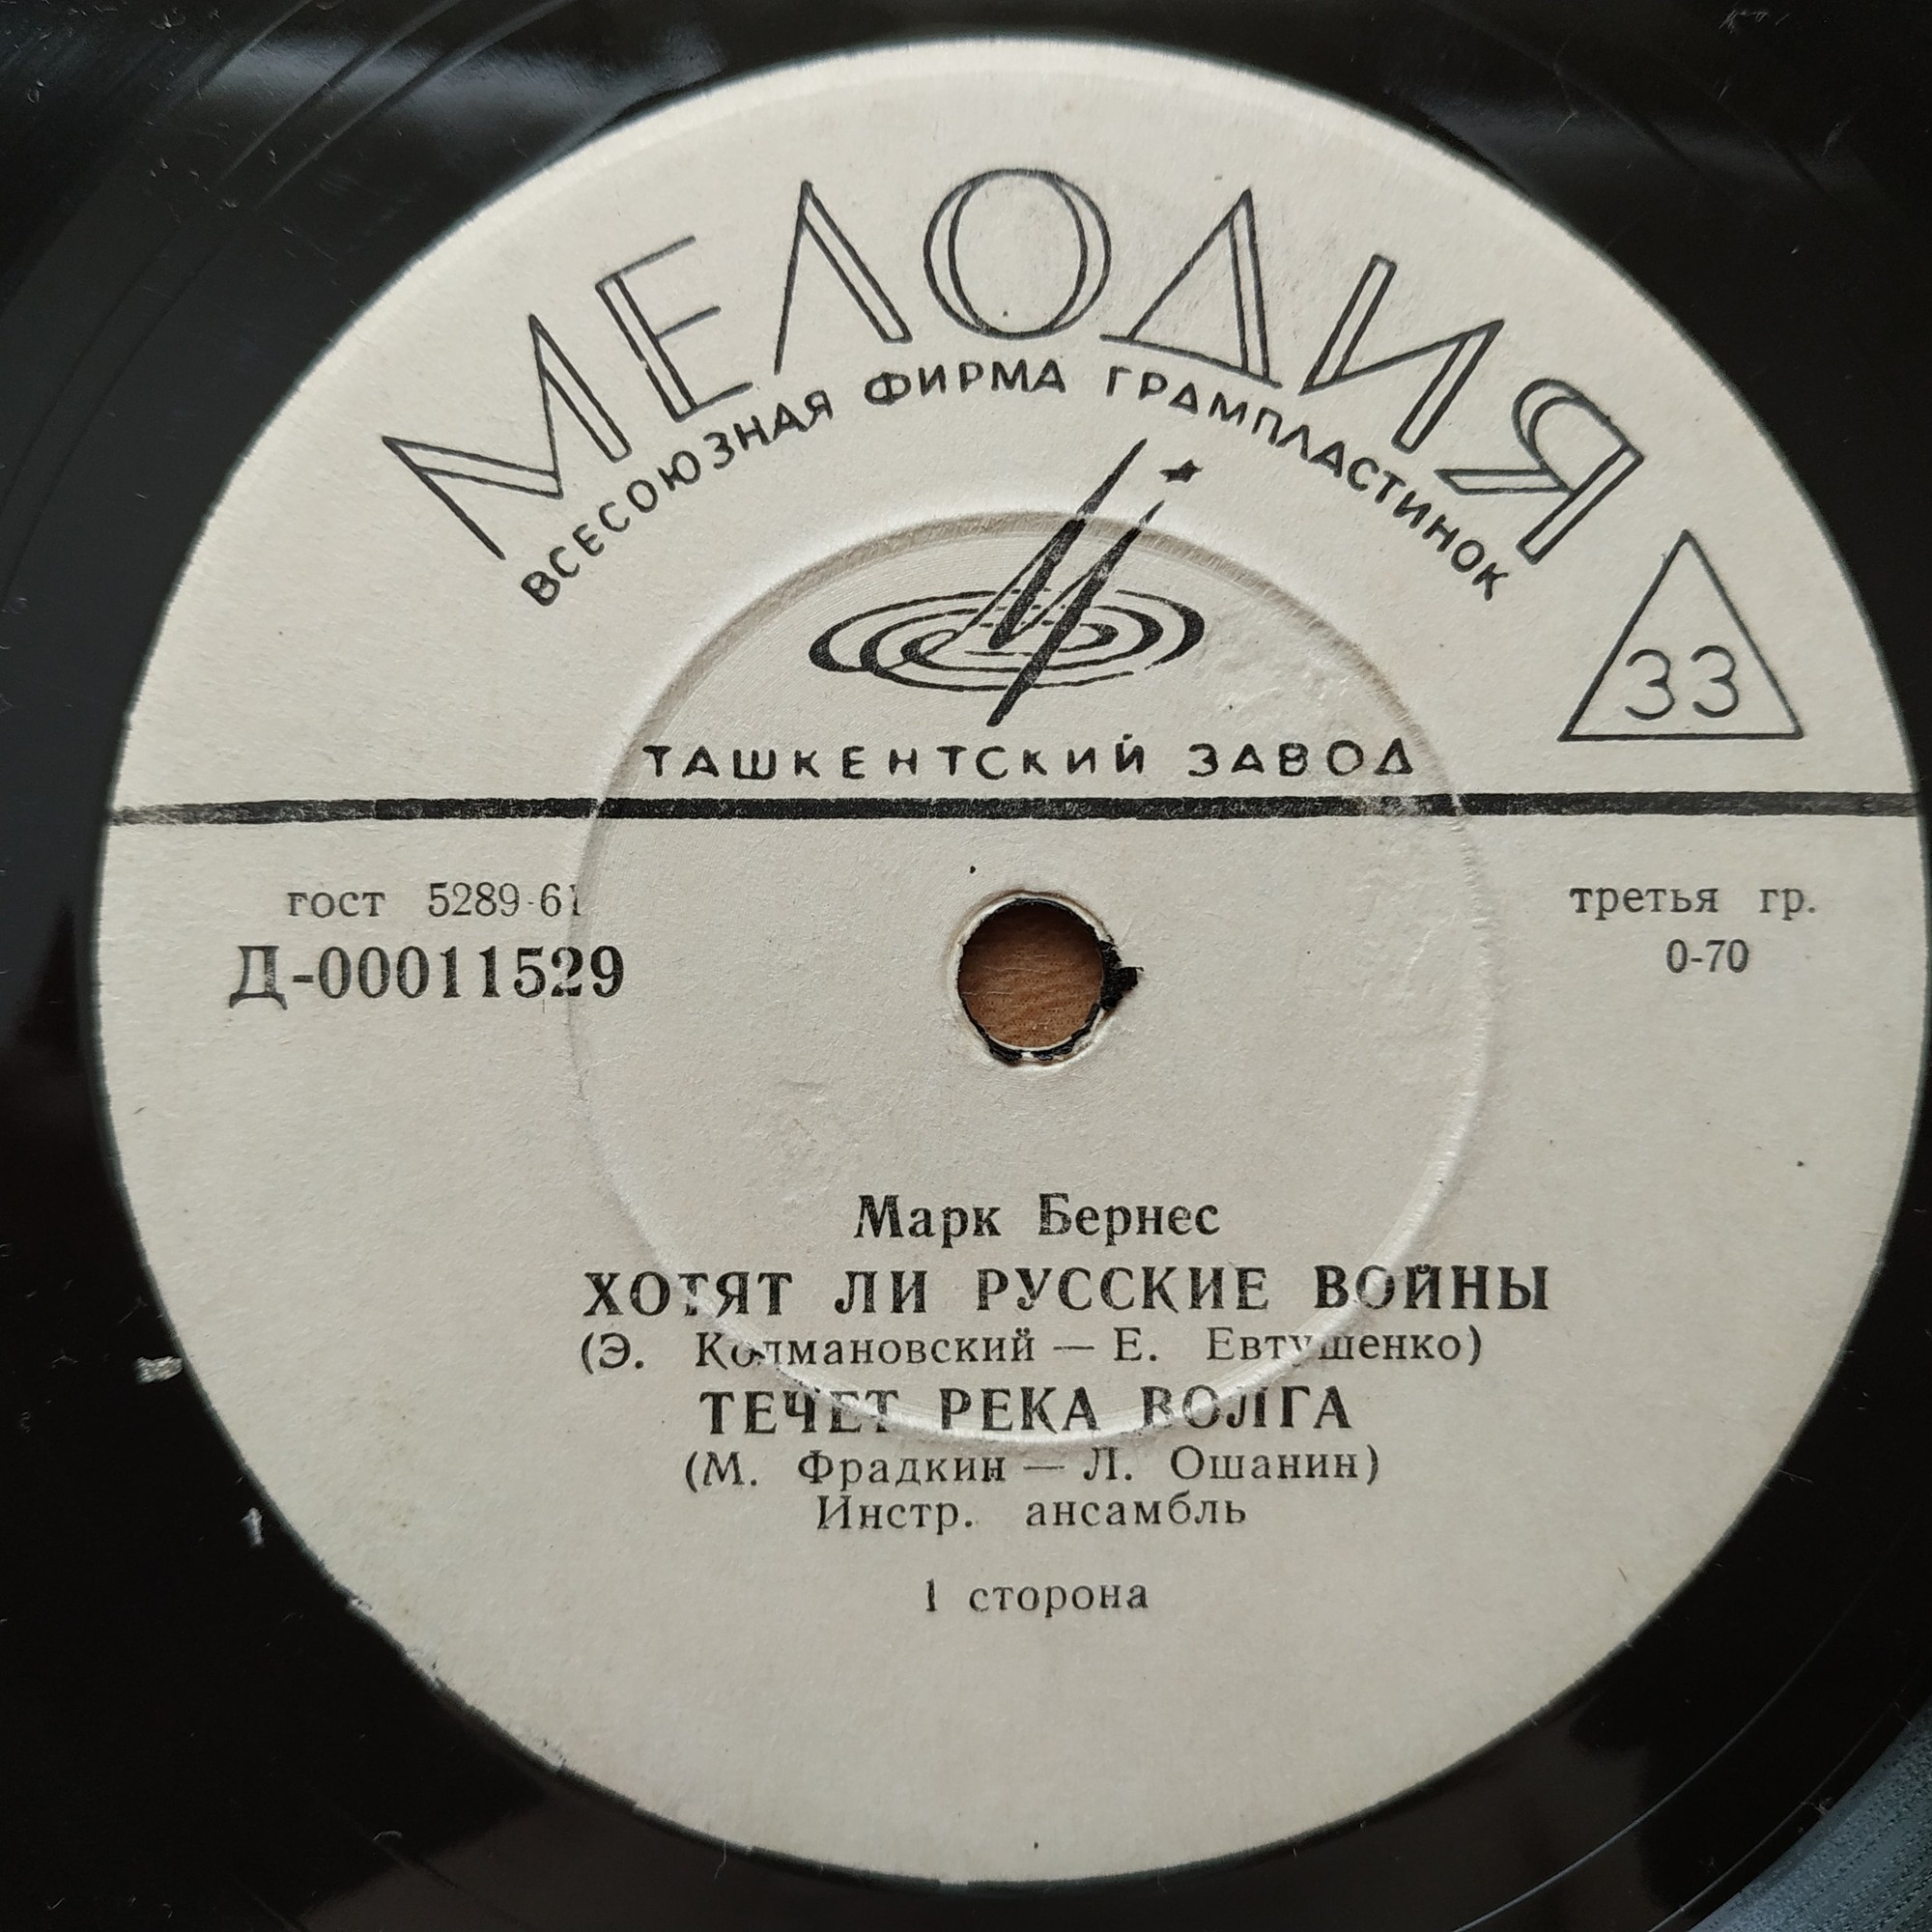 МЕЛОДИЯ
ВСЕСОЮЗНАЯ ФИРМА ГРАМПЛАСТИНОК
33
ТАШКЕНТСКИЙ ЗАВОД
гост 5289-61
третья гр.
Д-00011529
0-70
Марк Бернес
ХОТЯТ ЛИ РУССКИЕ ВОЙНЫ
(Э. Колмановский — Е. Евтушенко)
ТЕЧЕТ РЕКА ВОЛГА
(М. Фрадкин — Л. Ошанин)
Инстр. ансамбль
1 сторона